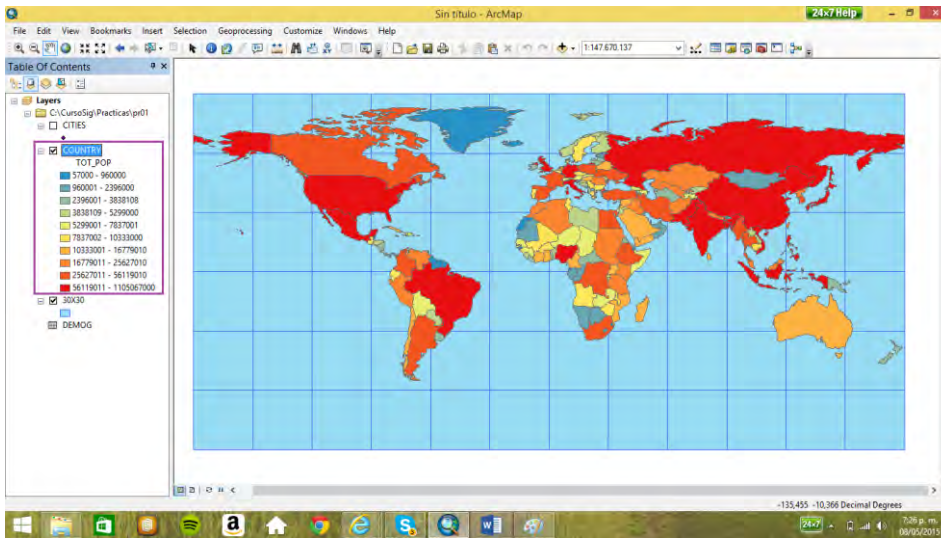 Sin título - ArcMap
24x7 Help
File Edit View Bookmarks Insert Selection Geoprocessing Customize Windows Help
1:147.670.137
Table Of Contents
Layers
C:\CursoSig\Practicas\pr01
CITIES
COUNTRY
TOT_POP
57000 - 960000
960001 - 2396000
2396001 - 3838108
3838109 - 5299000
5299001 - 7837001
7837002 - 10333000
10333001 - 16779010
16779011 - 25627010
25627011 - 56119010
56119011 - 1105067000
30X30
DEMOG
-135,455 -10,366 Decimal Degrees
a
e
S
24x7
7:26 p. m.
08/05/2015